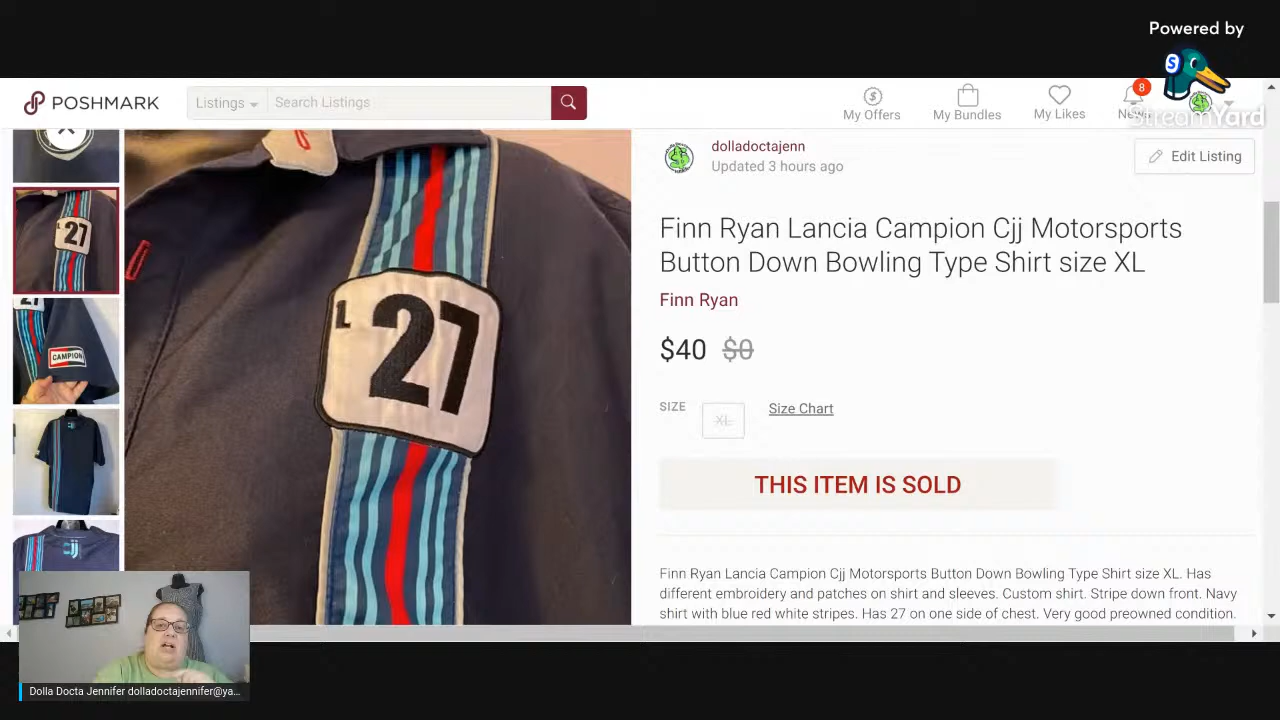 Powered by
StreamYard
POSHMARK
Listings
Search Listings
My Offers
My Bundles
My Likes
8
dolladoctajenn
Updated 3 hours ago
Edit Listing
Finn Ryan Lancia Campion Cjj Motorsports
Button Down Bowling Type Shirt size XL
Finn Ryan
$40 $0
SIZE
XL
Size Chart
THIS ITEM IS SOLD
Finn Ryan Lancia Campion Cjj Motorsports Button Down Bowling Type Shirt size XL. Has
different embroidery and patches on shirt and sleeves. Custom shirt. Stripe down front. Navy
shirt with blue red white stripes. Has 27 on one side of chest. Very good preowned condition.
L 27
27
27
CAMPION
cjj
Dolla Docta Jennifer dolladoctajennifer@ya...